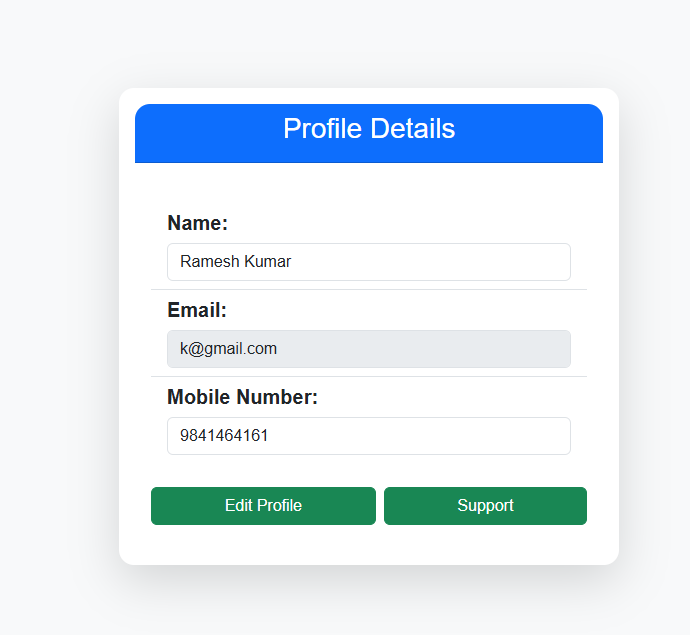 Profile Details
Name:
Ramesh Kumar
Email:
k@gmail.com
Mobile Number:
9841464161
Edit Profile
Support